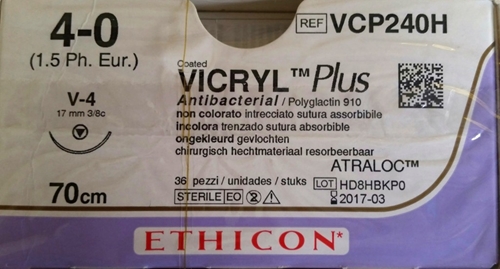 4-0
(1.5 Ph. Eur.)
V-4
17 mm 3/8c
70cm
REF VCP240H
Coated
VICRYL™ Plus
Antibacterial / Polyglactin 910
non colorato intrecciato sutura assorbibile
incolora trenzado sutura absorbible
ongekleurd gevlochten
chirurgisch hechtmateriaal resorbeerbaar
ATRALOC™
36 pezzi / unidades / stuks
LOT HD8HBKP0
STERILE EO 2
2017-03
ETHICON*